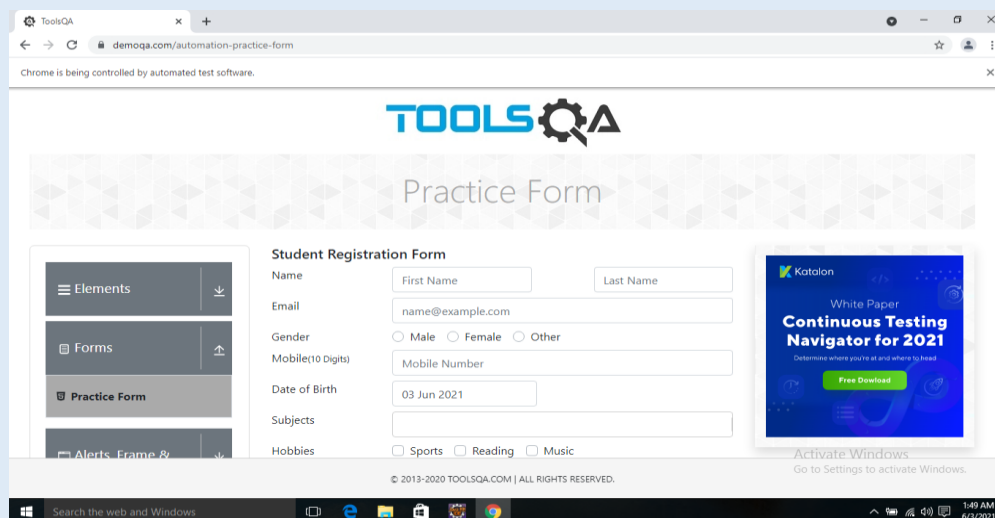 ToolsQA
demoqa.com/automation-practice-form
Chrome is being controlled by automated test software.
TOOLSQA
Practice Form
Elements
Forms
Practice Form
Alerts, Frame &
Student Registration Form
Name
First Name
Last Name
Email
name@example.com
Gender
Male Female Other
Mobile(10 Digits)
Mobile Number
Date of Birth
03 Jun 2021
Subjects
Hobbies
Sports Reading Music
Katalon
White Paper
Continuous Testing
Navigator for 2021
Determine where you're at and where to head
Free Dowload
Activate Windows
Go to Settings to activate Windows.
© 2013-2020 TOOLSQA.COM | ALL RIGHTS RESERVED.
Search the web and Windows
1:49 AM
6/3/2021